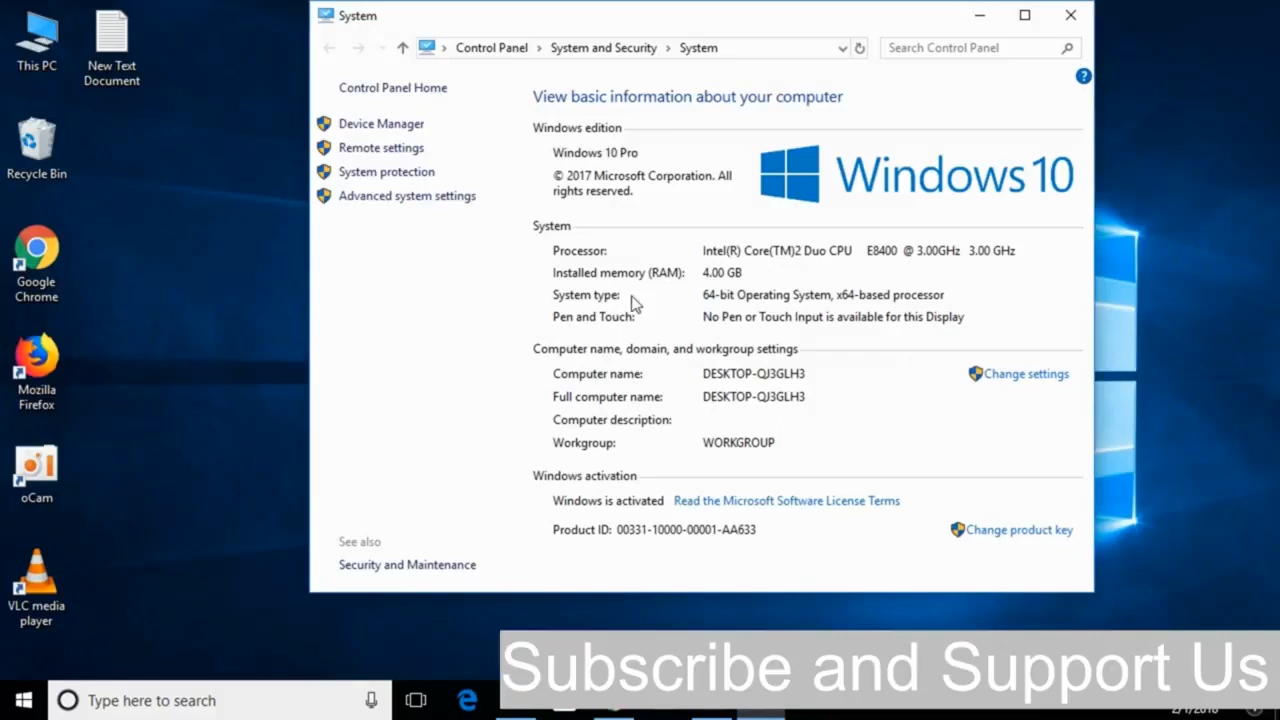 This PC
New Text
Document
Recycle Bin
Google
Chrome
Mozilla
Firefox
oCam
VLC media
player
System
Control Panel
System and Security
System
Search Control Panel
Control Panel Home
Device Manager
Remote settings
System protection
Advanced system settings
See also
Security and Maintenance
View basic information about your computer
Windows edition
Windows 10 Pro
© 2017 Microsoft Corporation. All
rights reserved.
Windows 10
System
Processor: Intel(R) Core(TM)2 Duo CPU E8400 @ 3.00GHz 3.00 GHz
Installed memory (RAM): 4.00 GB
System type: 64-bit Operating System, x64-based processor
Pen and Touch: No Pen or Touch Input is available for this Display
Computer name, domain, and workgroup settings
Computer name: DESKTOP-QJ3GLH3 Change settings
Full computer name: DESKTOP-QJ3GLH3
Computer description:
Workgroup: WORKGROUP
Windows activation
Windows is activated Read the Microsoft Software License Terms
Product ID: 00331-10000-00001-AA633 Change product key
Subscribe and Support Us
Type here to search